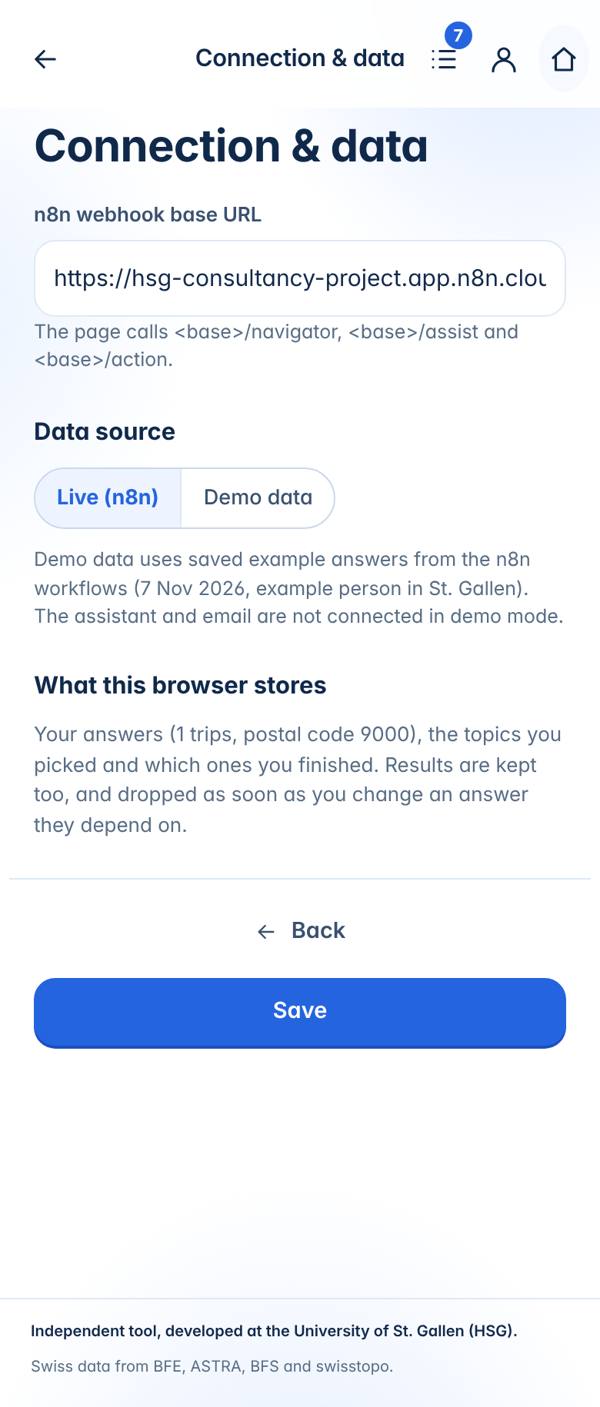 7
Connection & data
Connection & data
n8n webhook base URL
https://hsg-consultancy-project.app.n8n.clou
The page calls <base>/navigator, <base>/assist and
<base>/action.
Data source
Live (n8n)
Demo data
Demo data uses saved example answers from the n8n
workflows (7 Nov 2026, example person in St. Gallen).
The assistant and email are not connected in demo mode.
What this browser stores
Your answers (1 trips, postal code 9000), the topics you
picked and which ones you finished. Results are kept
too, and dropped as soon as you change an answer
they depend on.
← Back
Save
Independent tool, developed at the University of St. Gallen (HSG).
Swiss data from BFE, ASTRA, BFS and swisstopo.